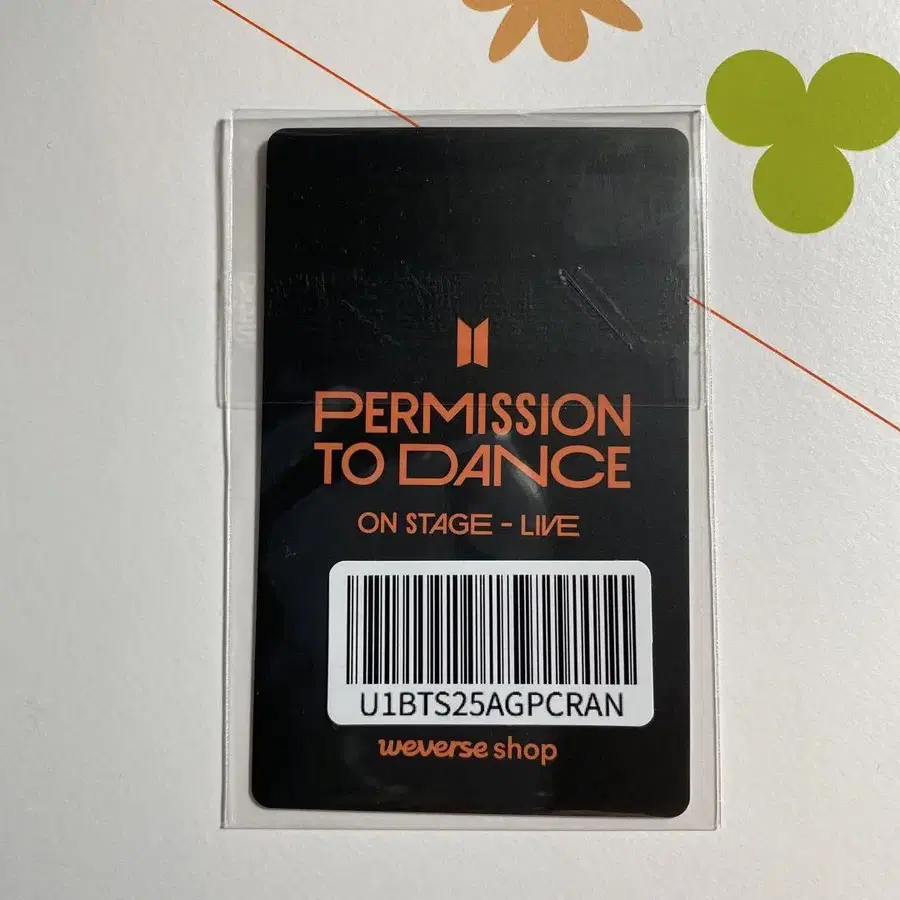 PERMISSION
TO DANCE
ON STAGE - LIVE
U1BTS25AGPCRAN
weverse shop